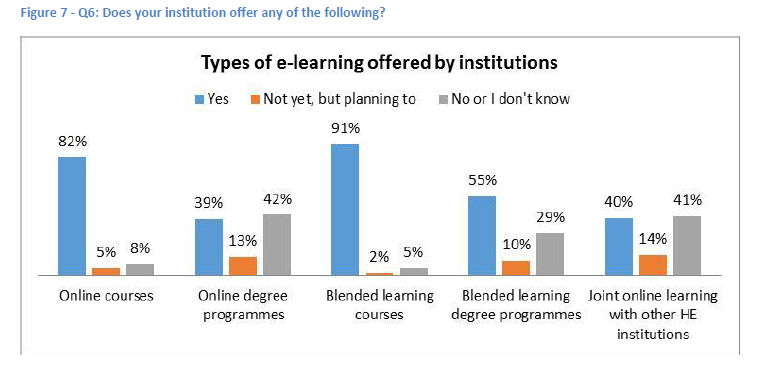 Figure 7 - Q6: Does your institution offer any of the following?
Types of e-learning offered by institutions
Yes Not yet, but planning to No or I don't know
82% 5% 8%
39% 13% 42%
91% 2% 5%
55% 10% 29%
40% 14% 41%
Online courses
Online degree
programmes
Blended learning
courses
Blended learning
degree programmes
Joint online learning
with other HE
institutions